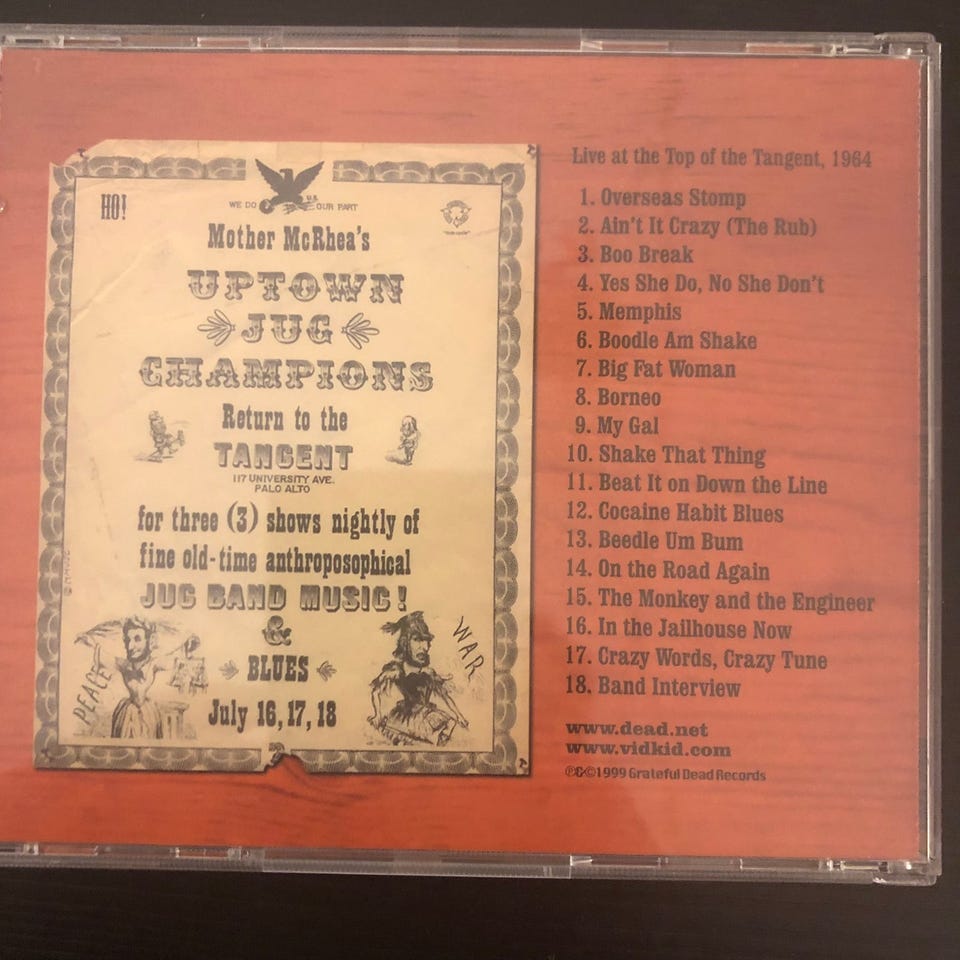 HO!
WE DO
U.S.
OUR PART
Mother McRhea's
UPTOWN
JUG
CHAMPIONS
Return to the
TANGENT
117 UNIVERSITY AVE.
PALO ALTO
for three (3) shows nightly of
fine old-time anthroposophical
JUG BAND MUSIC!
&
BLUES
July 16, 17, 18
PEACE
WAR
Live at the Top of the Tangent, 1964
1. Overseas Stomp
2. Ain't It Crazy (The Rub)
3. Boo Break
4. Yes She Do, No She Don't
5. Memphis
6. Boodle Am Shake
7. Big Fat Woman
8. Borneo
9. My Gal
10. Shake That Thing
11. Beat It on Down the Line
12. Cocaine Habit Blues
13. Beedle Um Bum
14. On the Road Again
15. The Monkey and the Engineer
16. In the Jailhouse Now
17. Crazy Words, Crazy Tune
18. Band Interview
www.dead.net
www.vidkid.com
℗&©1999 Grateful Dead Records